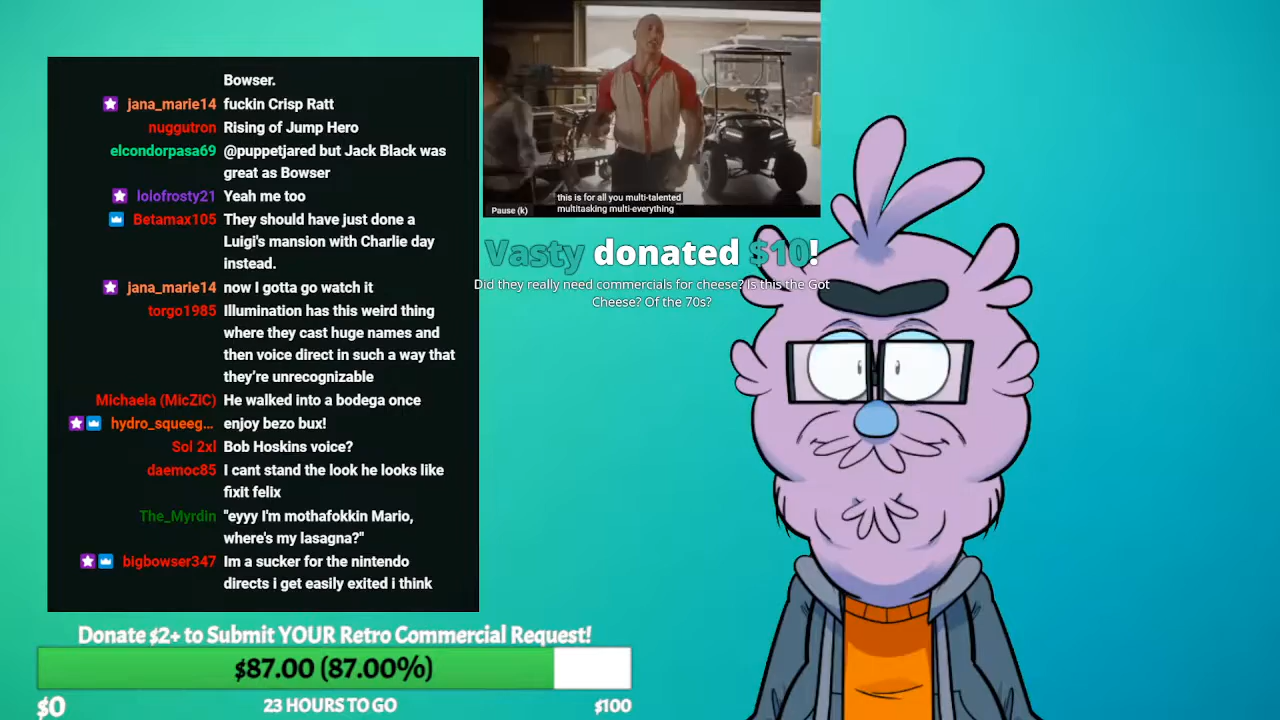 Bowser.
jana_marie14 fuckin Crisp Ratt
nuggutron Rising of Jump Hero
elcondorpasa69 @puppetjared but Jack Black was
great as Bowser
lolofrosty21 Yeah me too
Betamax105 They should have just done a
Luigi's mansion with Charlie day
instead.
jana_marie14 now I gotta go watch it
torgo1985 Illumination has this weird thing
where they cast huge names and
then voice direct in such a way that
they're unrecognizable
Michaela (MicZiC) He walked into a bodega once
hydro_squeeg... enjoy bezo bux!
Sol 2xl Bob Hoskins voice?
daemoc85 I cant stand the look he looks like
fixit felix
The_Myrdin "eyyy I'm mothafokkin Mario,
where's my lasagna?"
bigbowser347 Im a sucker for the nintendo
directs i get easily exited i think
this is for all you multi-talented
multitasking multi-everything
Pause (k)
Vasty donated $10!
Did they really need commercials for cheese? Is this the Got
Cheese? Of the 70s?
Donate $2+ to Submit YOUR Retro Commercial Request!
$87.00 (87.00%)
$0 23 HOURS TO GO $100